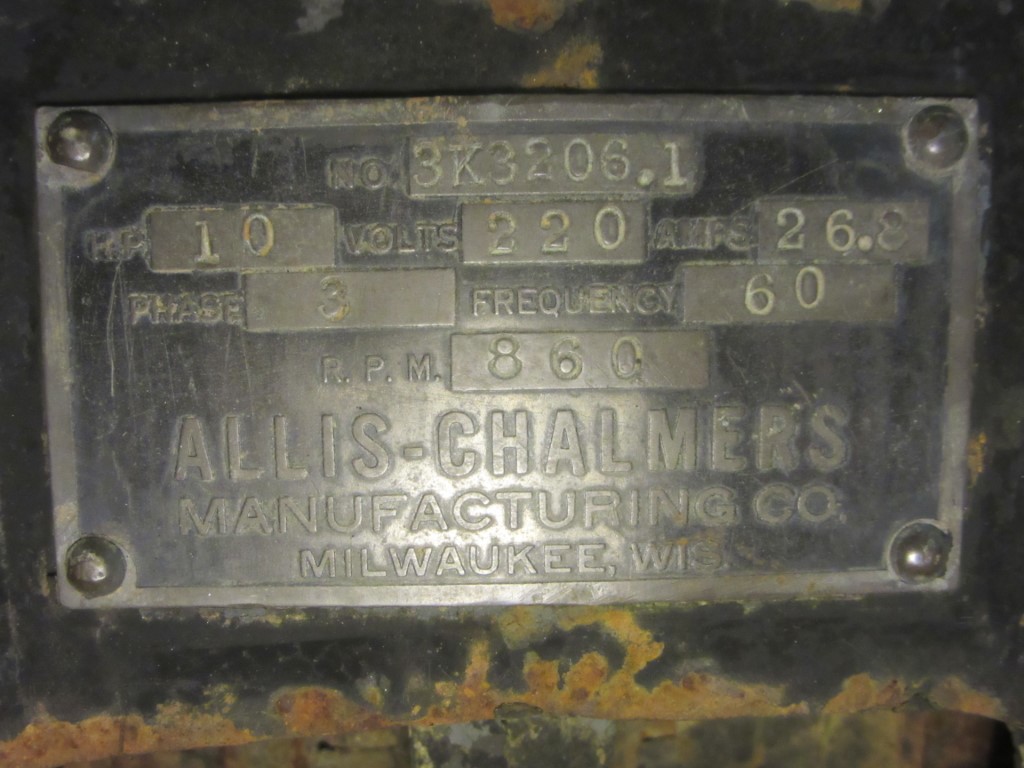 NO. 3K3206.1
H.P. 10 VOLTS 220 AMPS 26.8
PHASE 3 FREQUENCY 60
R.P.M. 860
ALLIS-CHALMERS
MANUFACTURING CO.
MILWAUKEE, WIS.